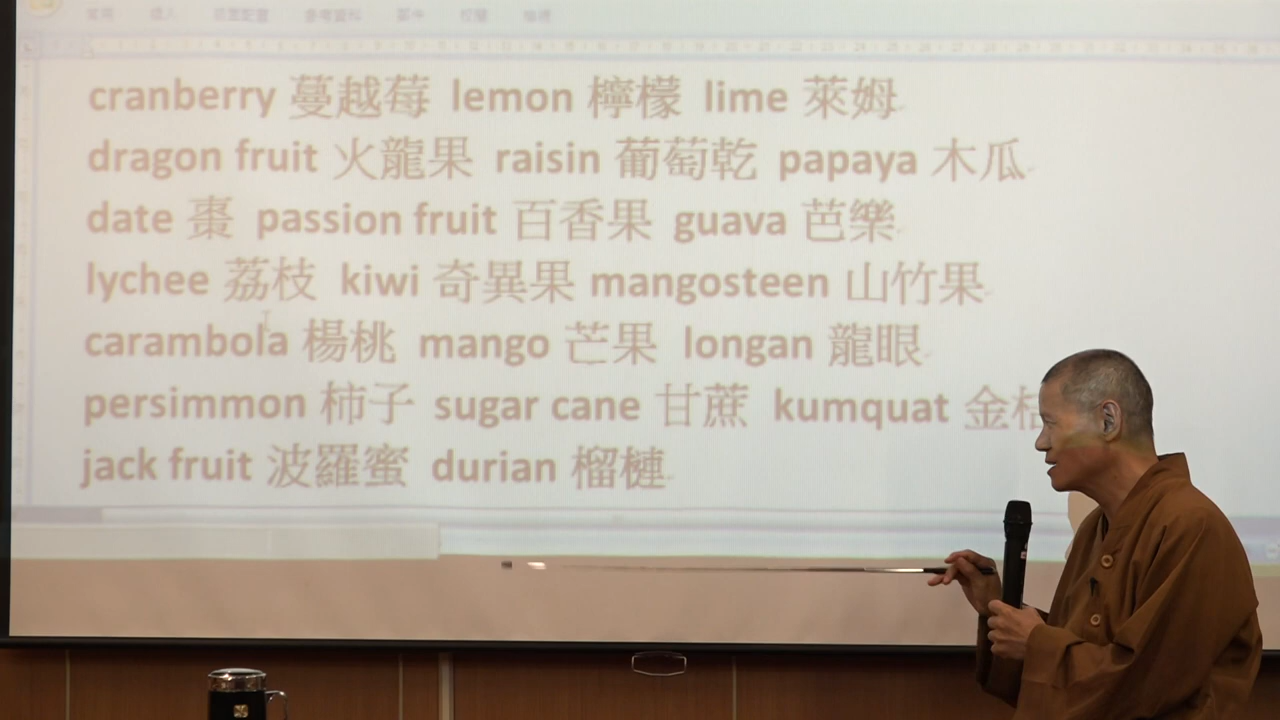 cranberry 蔓越莓 lemon 檸檬 lime 萊姆
dragon fruit 火龍果 raisin 葡萄乾 papaya 木瓜
date 棗 passion fruit 百香果 guava 芭樂
lychee 荔枝 kiwi 奇異果 mangosteen 山竹果
carambola 楊桃 mango 芒果 longan 龍眼
persimmon 柿子 sugar cane 甘蔗 kumquat 金桔
jack fruit 波羅蜜 durian 榴槤